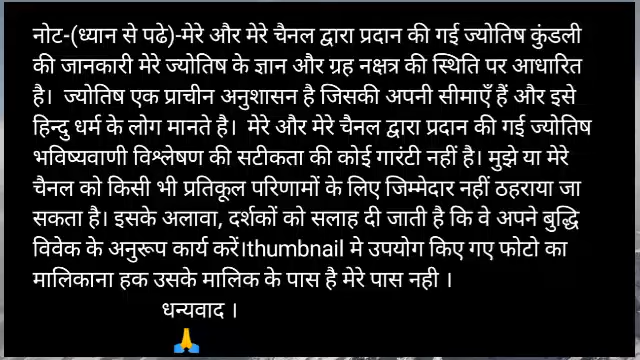 नोट-(ध्यान से पढे)-मेरे और मेरे चैनल द्वारा प्रदान की गई ज्योतिष कुंडली
की जानकारी मेरे ज्योतिष के ज्ञान और ग्रह नक्षत्र की स्थिति पर आधारित
है। ज्योतिष एक प्राचीन अनुशासन है जिसकी अपनी सीमाएँ हैं और इसे
हिन्दु धर्म के लोग मानते है। मेरे और मेरे चैनल द्वारा प्रदान की गई ज्योतिष
भविष्यवाणी विश्लेषण की सटीकता की कोई गारंटी नहीं है। मुझे या मेरे
चैनल को किसी भी प्रतिकूल परिणामों के लिए जिम्मेदार नहीं ठहराया जा
सकता है। इसके अलावा, दर्शकों को सलाह दी जाती है कि वे अपने बुद्धि
विवेक के अनुरूप कार्य करें।thumbnail मे उपयोग किए गए फोटो का
मालिकाना हक उसके मालिक के पास है मेरे पास नही ।
धन्यवाद ।
🙏